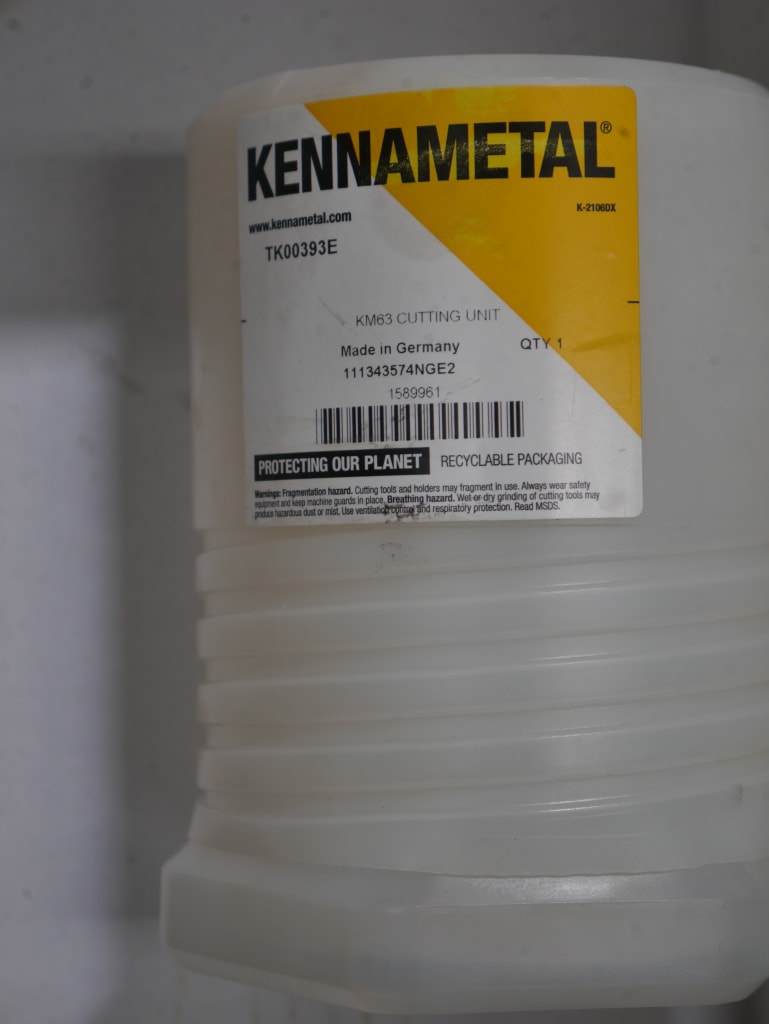 KENNAMETAL®
K-2106DX
www.kennametal.com
TK00393E
KM63 CUTTING UNIT
Made in Germany QTY 1
111343574NGE2
1589961
PROTECTING OUR PLANET RECYCLABLE PACKAGING
Warnings: Fragmentation hazard. Cutting tools and holders may fragment in use. Always wear safety
equipment and keep machine guards in place. Breathing hazard. Wet or dry grinding of cutting tools may
produce hazardous dust or mist. Use ventilation control and respiratory protection. Read MSDS.